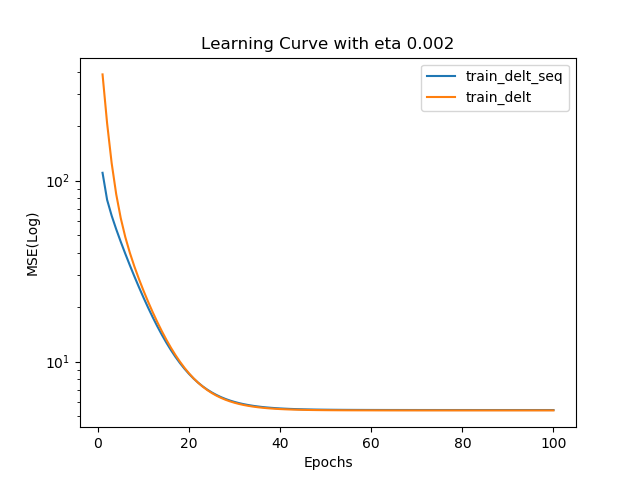 Learning Curve with eta 0.002
train_delt_seq
train_delt
MSE(Log)
10²
10¹
0 20 40 60 80 100
Epochs